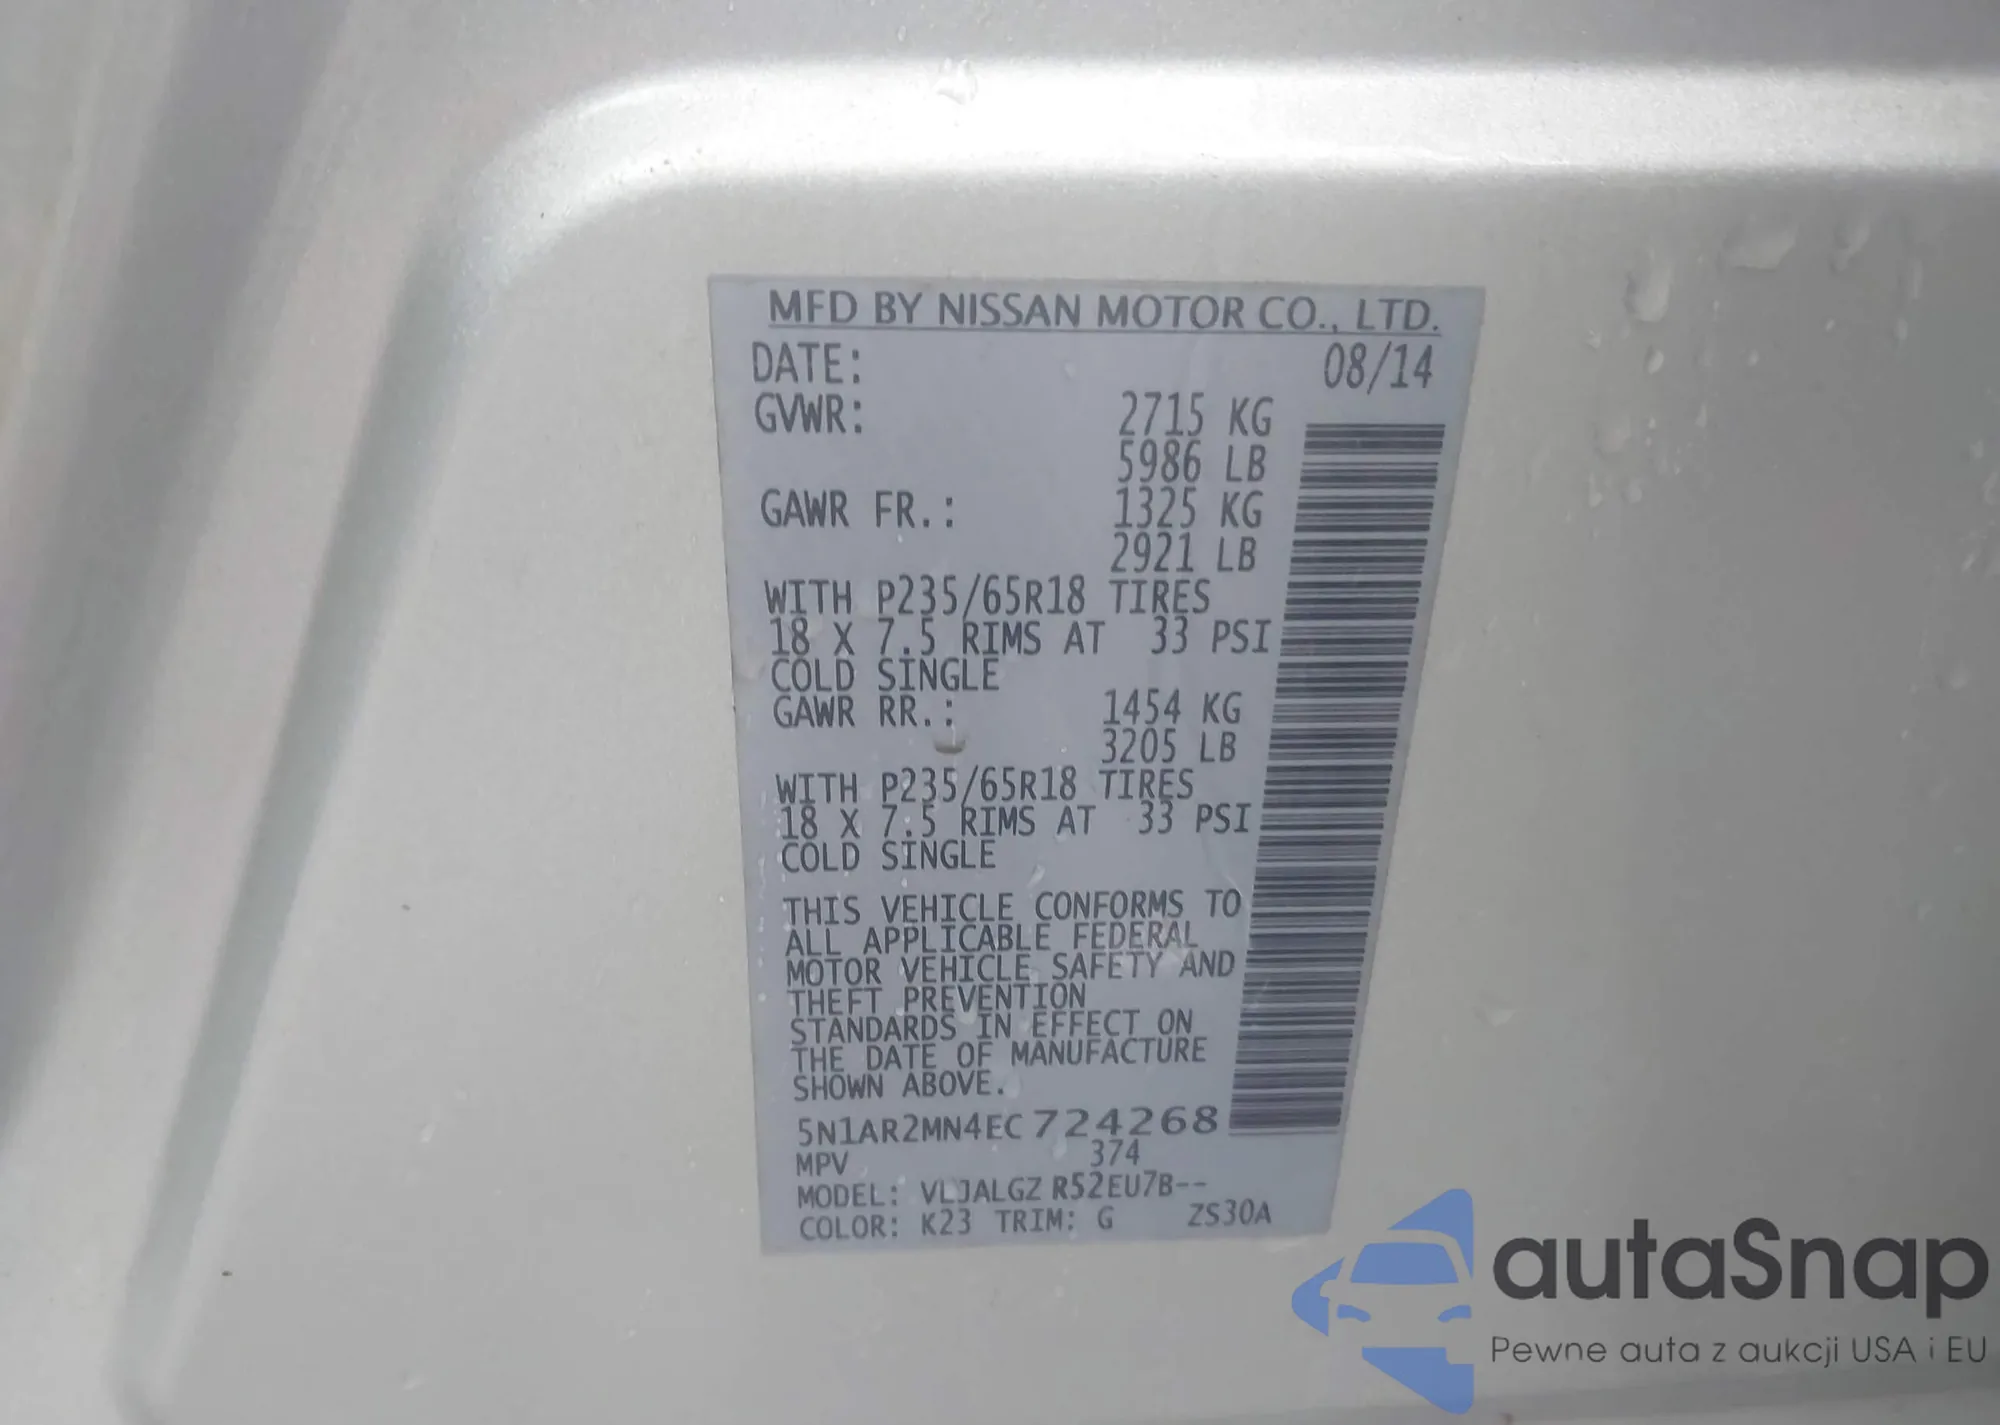 MFD BY NISSAN MOTOR CO., LTD.
DATE: 08/14
GVWR: 2715 KG
5986 LB
GAWR FR.: 1325 KG
2921 LB
WITH P235/65R18 TIRES
18 X 7.5 RIMS AT 33 PSI
COLD SINGLE
GAWR RR.: 1454 KG
3205 LB
WITH P235/65R18 TIRES
18 X 7.5 RIMS AT 33 PSI
COLD SINGLE
THIS VEHICLE CONFORMS TO
ALL APPLICABLE FEDERAL
MOTOR VEHICLE SAFETY AND
THEFT PREVENTION
STANDARDS IN EFFECT ON
THE DATE OF MANUFACTURE
SHOWN ABOVE.
5N1AR2MN4EC724268
MPV 374
MODEL: VLJALGZ R52EU7B--
COLOR: K23 TRIM: G ZS30A
autaSnap
Pewne auta z aukcji USA i EU